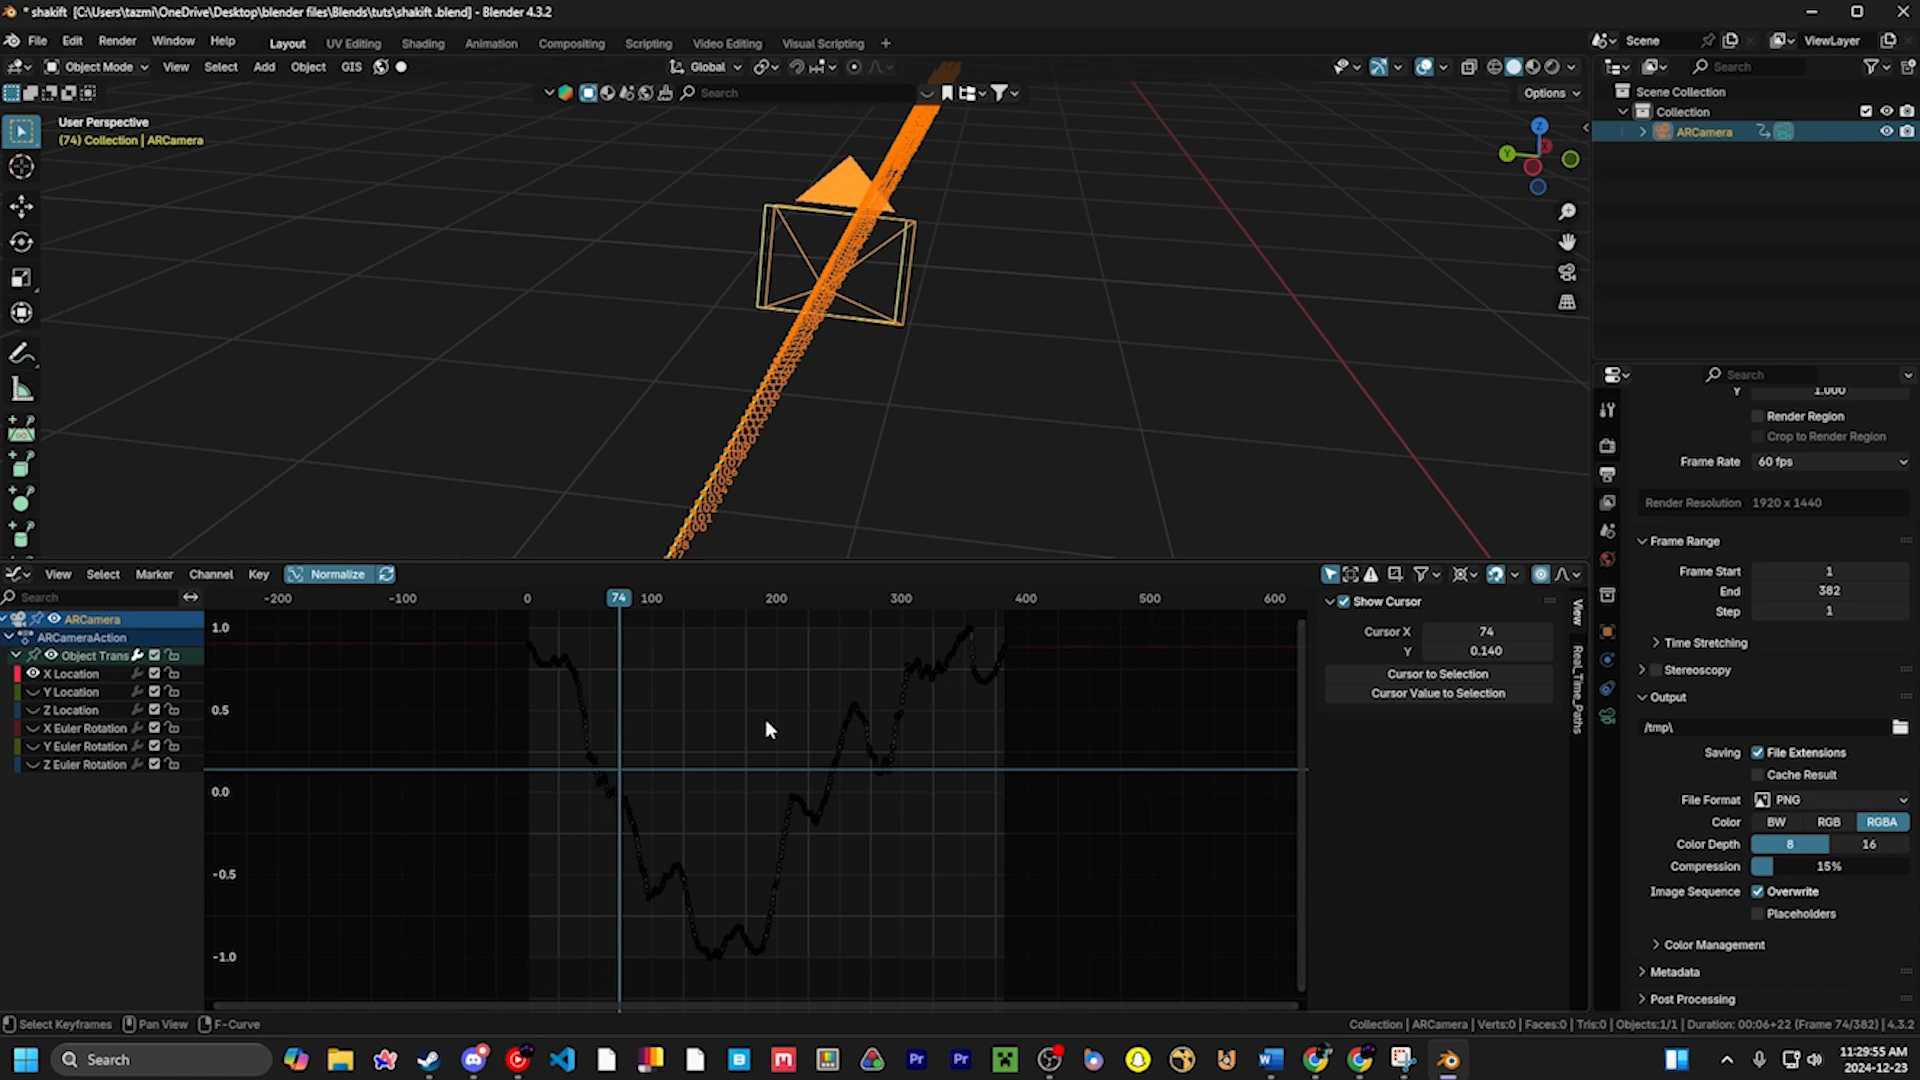 * shakift [C:\Users\tazmi\OneDrive\Desktop\blender files\Blends\tuts\shakift .blend] - Blender 4.3.2
File Edit Render Window Help Layout UV Editing Shading Animation Compositing Scripting Video Editing Visual Scripting +
Scene ViewLayer
Object Mode View Select Add Object GIS Global
Search
Search Options
User Perspective
(74) Collection | ARCamera
Z
Y
X
Scene Collection
Collection
ARCamera
Search
Y 1.000
Render Region
Crop to Render Region
Frame Rate 60 fps
Render Resolution 1920 x 1440
Frame Range
Frame Start 1
End 382
Step 1
Time Stretching
Stereoscopy
Output
/tmp\
Saving File Extensions
Cache Result
File Format PNG
Color BW RGB RGBA
Color Depth 8 16
Compression 15%
Image Sequence Overwrite
Placeholders
Color Management
Metadata
Post Processing
View Select Marker Channel Key Normalize
Search
-200 -100 0 74 100 200 300 400 500 600
ARCamera
ARCameraAction
Object Trans
X Location
Y Location
Z Location
X Euler Rotation
Y Euler Rotation
Z Euler Rotation
1.0
0.5
0.0
-0.5
-1.0
Show Cursor
Cursor X 74
Y 0.140
Cursor to Selection
Cursor Value to Selection
View
Real_Time_Paths
Select Keyframes Pan View F-Curve
Collection | ARCamera | Verts:0 | Faces:0 | Tris:0 | Objects:1/1 | Duration: 00:06+22 (Frame 74/382) | 4.3.2
Search
Pr
Pr
11:29:55 AM
2024-12-23